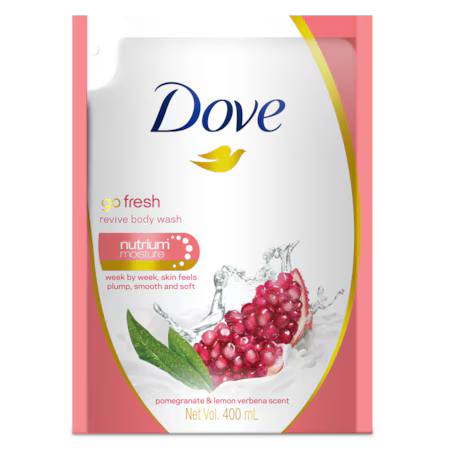 Dove
go fresh
revive body wash
nutrium
moisture
week by week, skin feels
plump, smooth and soft
pomegranate & lemon verbena scent
Net Vol. 400 mL